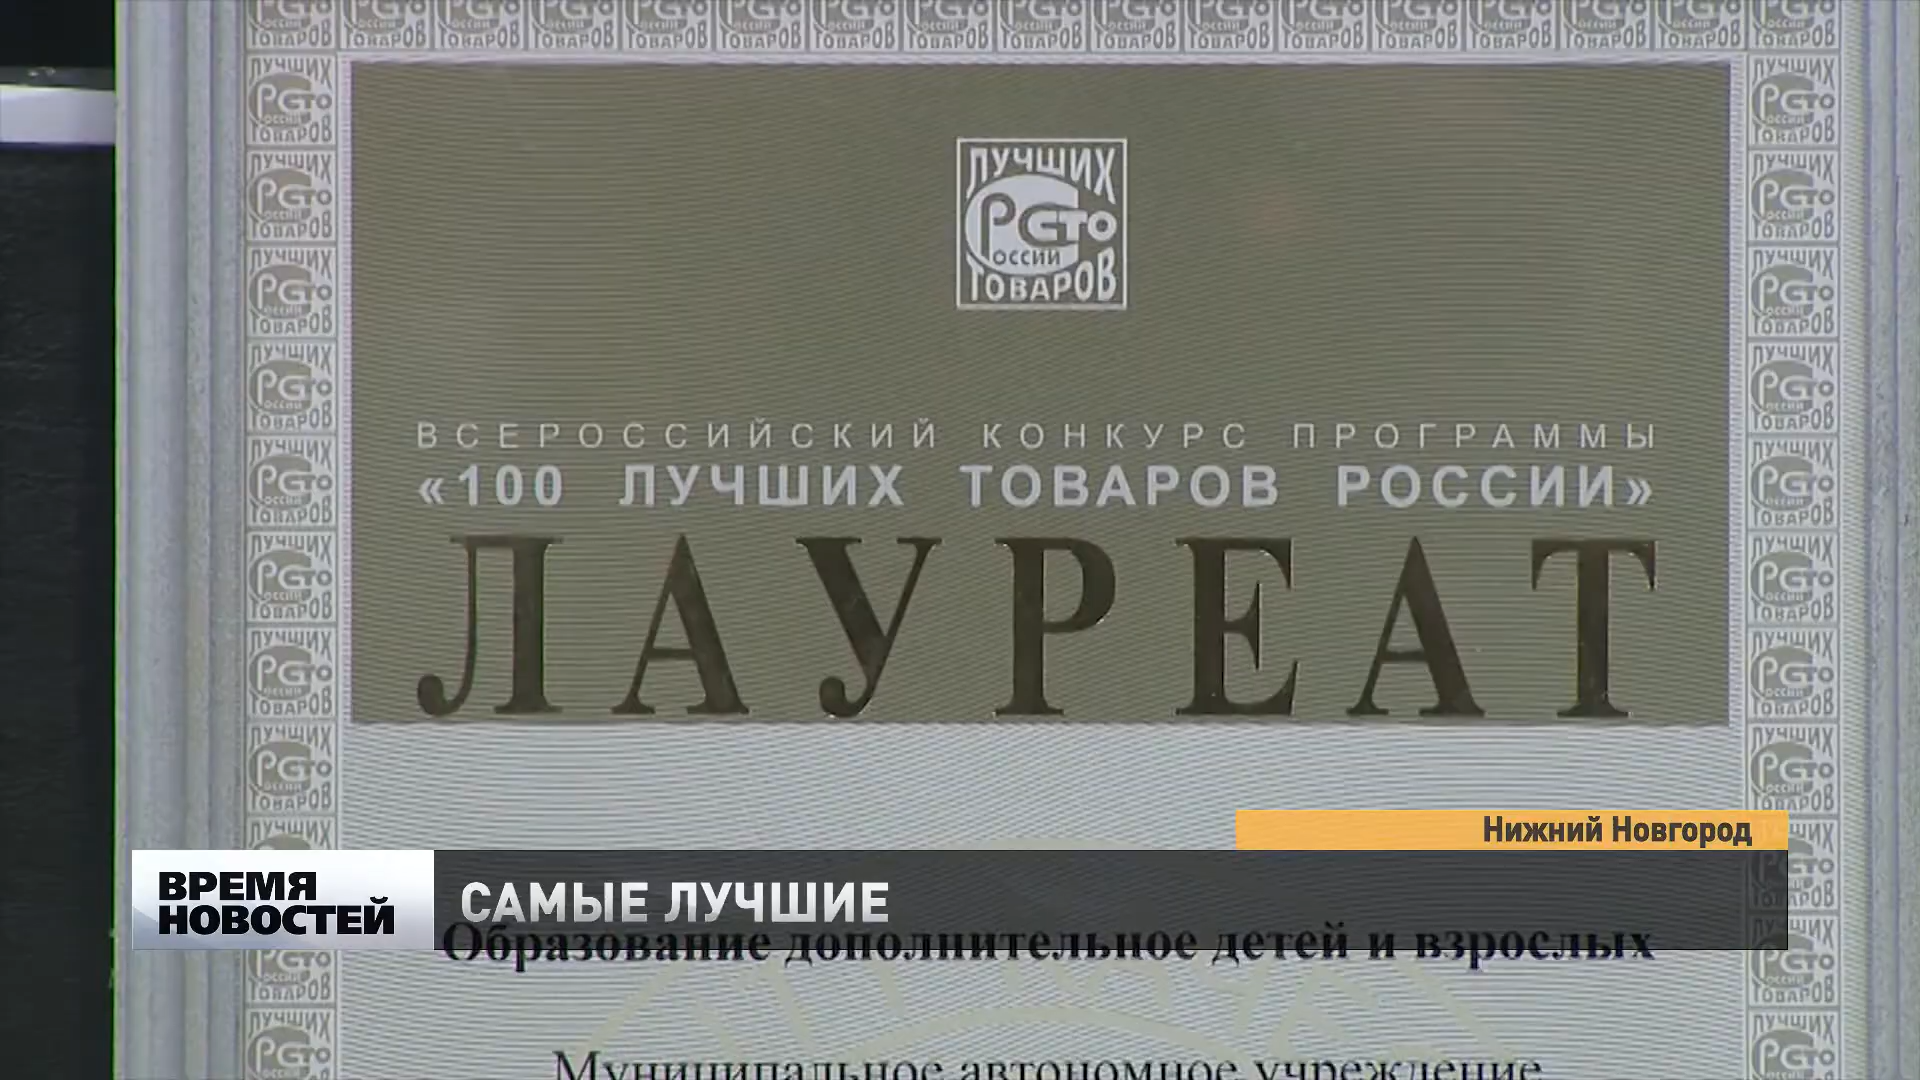 ЛУЧШИХ
СТО
РОССИИ
ТОВАРОВ
ВСЕРОССИЙСКИЙ КОНКУРС ПРОГРАММЫ
«100 ЛУЧШИХ ТОВАРОВ РОССИИ»
ЛАУРЕАТ
Нижний Новгород
ВРЕМЯ
НОВОСТЕЙ
САМЫЕ ЛУЧШИЕ
Образование дополнительное детей и взрослых
Муниципальное автономное учреждение